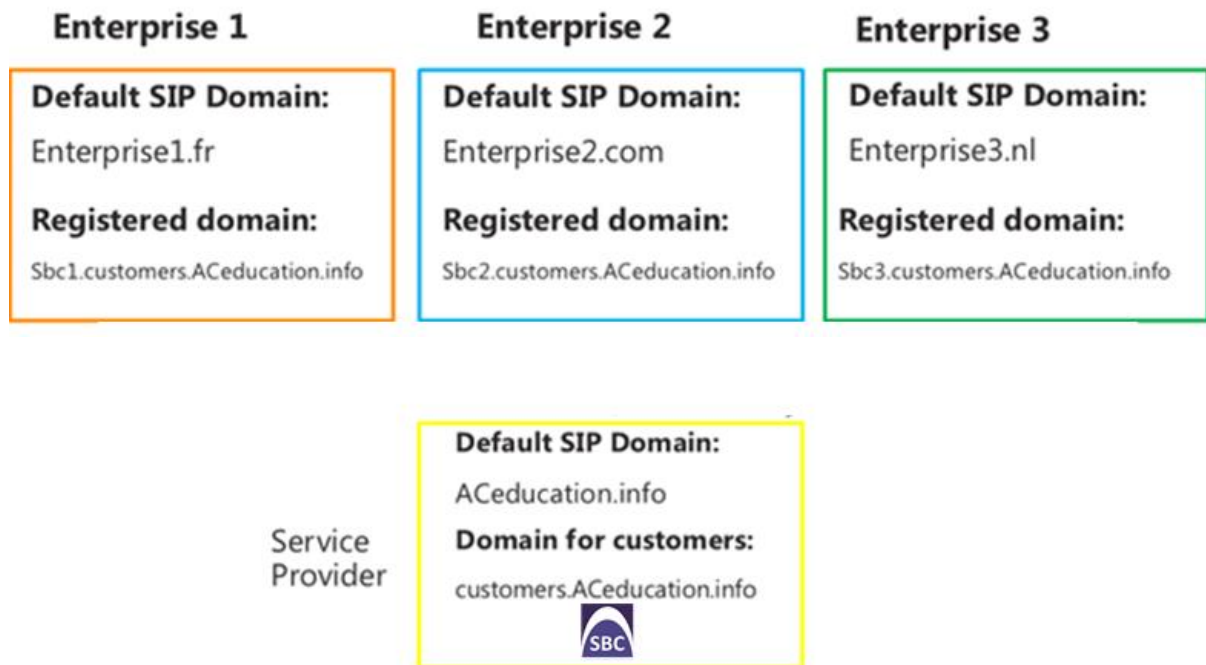 Enterprise 1
Default SIP Domain:
Enterprise1.fr
Registered domain:
Sbc1.customers.ACeducation.info
Enterprise 2
Default SIP Domain:
Enterprise2.com
Registered domain:
Sbc2.customers.ACeducation.info
Enterprise 3
Default SIP Domain:
Enterprise3.nl
Registered domain:
Sbc3.customers.ACeducation.info
Service
Provider
Default SIP Domain:
ACeducation.info
Domain for customers:
customers.ACeducation.info
SBC